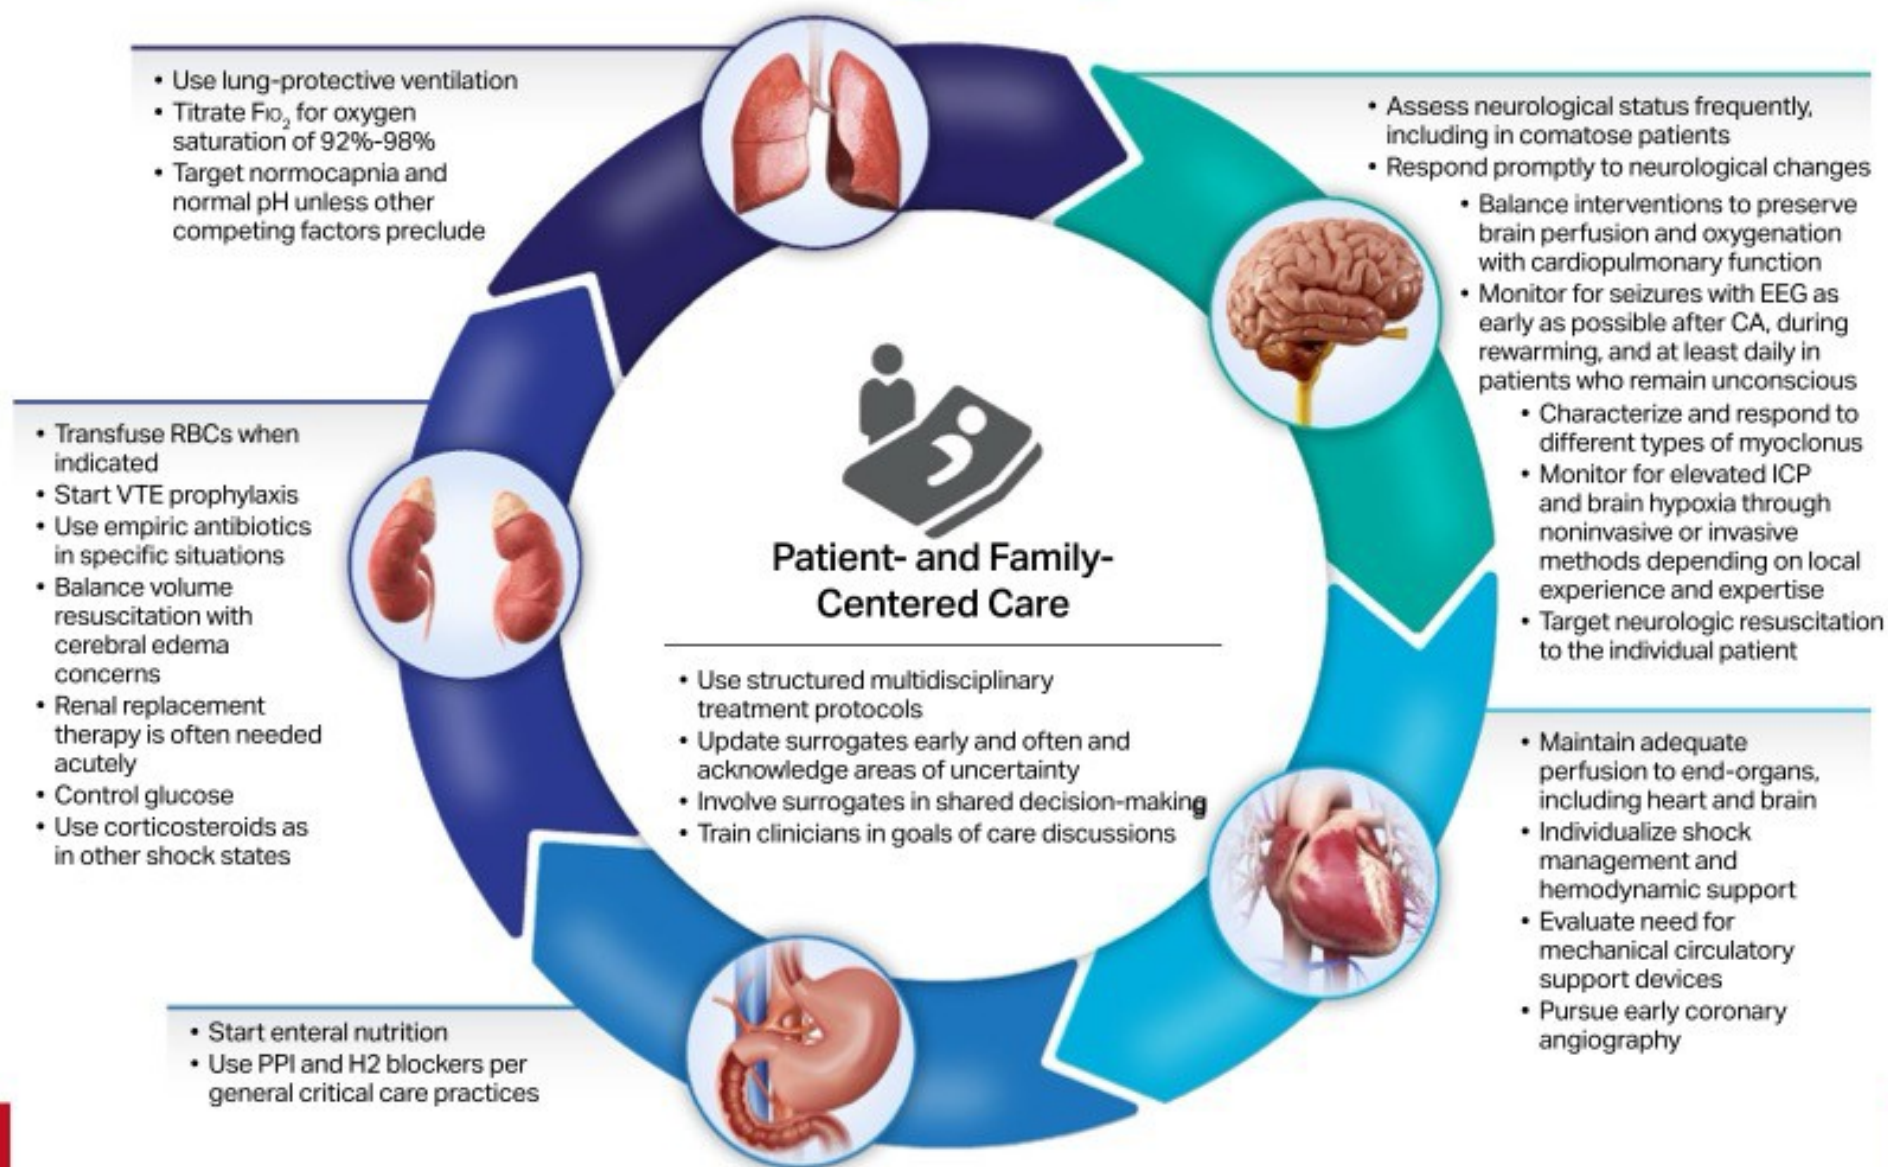 • Use lung-protective ventilation
• Titrate FIO₂ for oxygen
saturation of 92%-98%
• Target normocapnia and
normal pH unless other
competing factors preclude
• Assess neurological status frequently,
including in comatose patients
• Respond promptly to neurological changes
• Balance interventions to preserve
brain perfusion and oxygenation
with cardiopulmonary function
• Monitor for seizures with EEG as
early as possible after CA, during
rewarming, and at least daily in
patients who remain unconscious
• Characterize and respond to
different types of myoclonus
• Monitor for elevated ICP
and brain hypoxia through
noninvasive or invasive
methods depending on local
experience and expertise
• Target neurologic resuscitation
to the individual patient
• Maintain adequate
perfusion to end-organs,
including heart and brain
• Individualize shock
management and
hemodynamic support
• Evaluate need for
mechanical circulatory
support devices
• Pursue early coronary
angiography
• Start enteral nutrition
• Use PPI and H2 blockers per
general critical care practices
• Transfuse RBCs when
indicated
• Start VTE prophylaxis
• Use empiric antibiotics
in specific situations
• Balance volume
resuscitation with
cerebral edema
concerns
• Renal replacement
therapy is often needed
acutely
• Control glucose
• Use corticosteroids as
in other shock states
Patient- and Family-
Centered Care
• Use structured multidisciplinary
treatment protocols
• Update surrogates early and often and
acknowledge areas of uncertainty
• Involve surrogates in shared decision-making
• Train clinicians in goals of care discussions